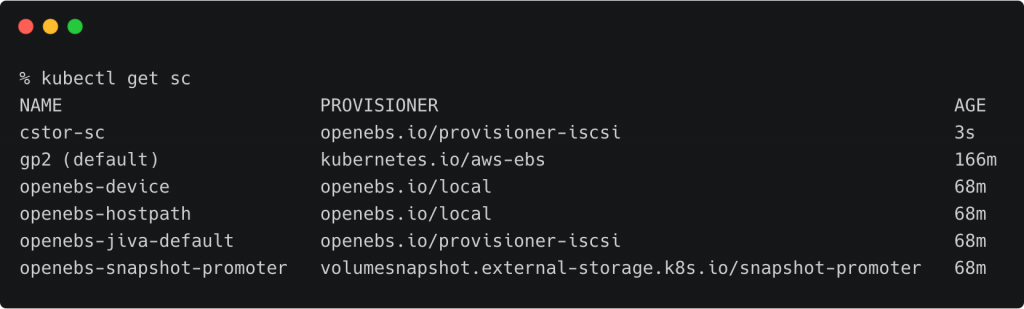 % kubectl get sc
NAME PROVISIONER AGE
cstor-sc openebs.io/provisioner-iscsi 3s
gp2 (default) kubernetes.io/aws-ebs 166m
openebs-device openebs.io/local 68m
openebs-hostpath openebs.io/local 68m
openebs-jiva-default openebs.io/provisioner-iscsi 68m
openebs-snapshot-promoter volumesnapshot.external-storage.k8s.io/snapshot-promoter 68m